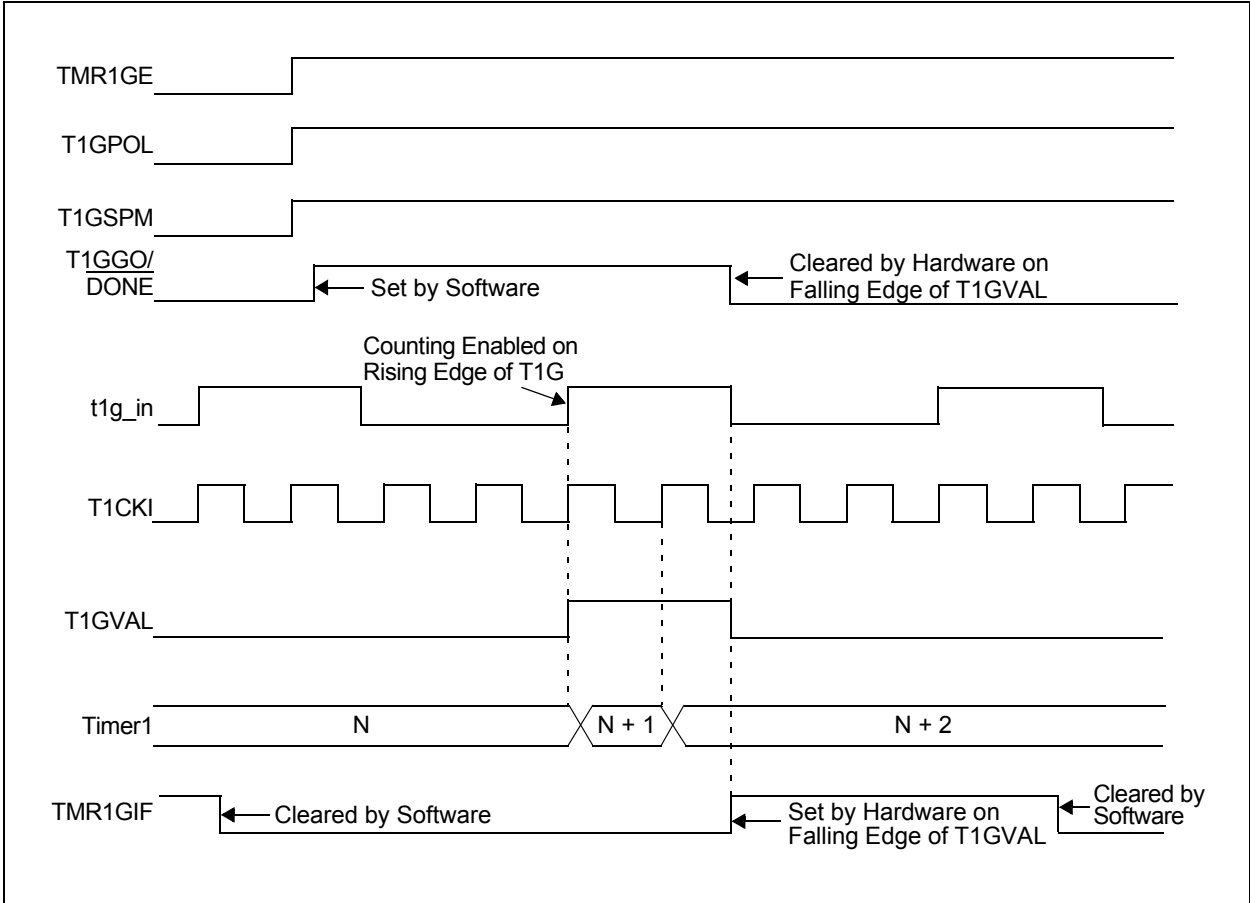 TMR1GE
T1GPOL
T1GSPM
T1GGO/
DONE
Set by Software
Cleared by Hardware on
Falling Edge of T1GVAL
Counting Enabled on
Rising Edge of T1G
t1g_in
T1CKI
T1GVAL
Timer1
N
N + 1
N + 2
TMR1GIF
Cleared by Software
Set by Hardware on
Falling Edge of T1GVAL
Cleared by
Software